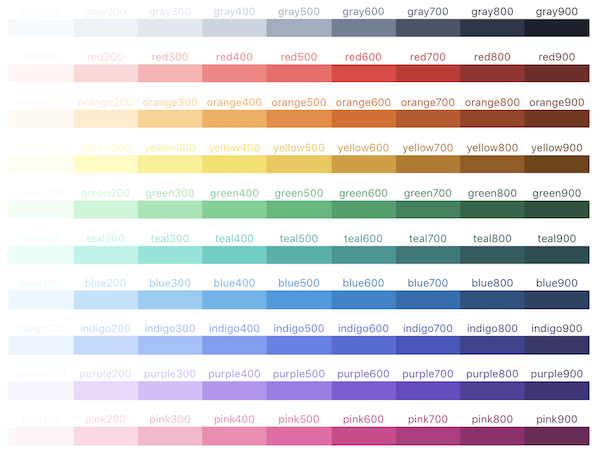 gray100 gray200 gray300 gray400 gray500 gray600 gray700 gray800 gray900
red100 red200 red300 red400 red500 red600 red700 red800 red900
orange100 orange200 orange300 orange400 orange500 orange600 orange700 orange800 orange900
yellow200 yellow300 yellow400 yellow500 yellow600 yellow700 yellow800 yellow900
green200 green300 green400 green500 green600 green700 green800 green900
teal100 teal200 teal300 teal400 teal500 teal600 teal700 teal800 teal900
blue100 blue200 blue300 blue400 blue500 blue600 blue700 blue800 blue900
indigo100 indigo200 indigo300 indigo400 indigo500 indigo600 indigo700 indigo800 indigo900
purple100 purple200 purple300 purple400 purple500 purple600 purple700 purple800 purple900
pink100 pink200 pink300 pink400 pink500 pink600 pink700 pink800 pink900